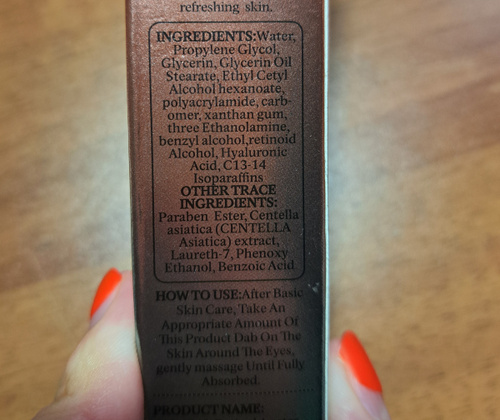 refreshing skin.
INGREDIENTS:Water,
Propylene Glycol,
Glycerin, Glycerin Oil
Stearate, Ethyl Cetyl
Alcohol hexanoate,
polyacrylamide, carb-
omer, xanthan gum,
three Ethanolamine,
benzyl alcohol,retinoid
Alcohol, Hyaluronic
Acid, C13-14
Isoparaffins
OTHER TRACE
INGREDIENTS:
Paraben Ester, Centella
asiatica (CENTELLA
Asiatica) extract,
Laureth-7, Phenoxy
Ethanol, Benzoic Acid
HOW TO USE:After Basic
Skin Care, Take An
Appropriate Amount Of
This Product Dab On The
Skin Around The Eyes,
gently massage Until Fully
Absorbed.
PRODUCT NAME: